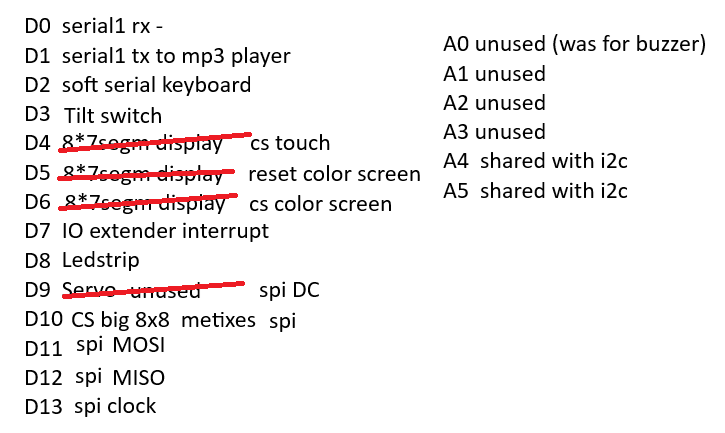 D0 serial1 rx -
D1 serial1 tx to mp3 player
D2 soft serial keyboard
D3 Tilt switch
D4 8*7segm display cs touch
D5 8*7segm display reset color screen
D6 8*7segm display cs color screen
D7 IO extender interrupt
D8 Ledstrip
D9 Servo unused spi DC
D10 CS big 8x8 metixes spi
D11 spi MOSI
D12 spi MISO
D13 spi clock
A0 unused (was for buzzer)
A1 unused
A2 unused
A3 unused
A4 shared with i2c
A5 shared with i2c